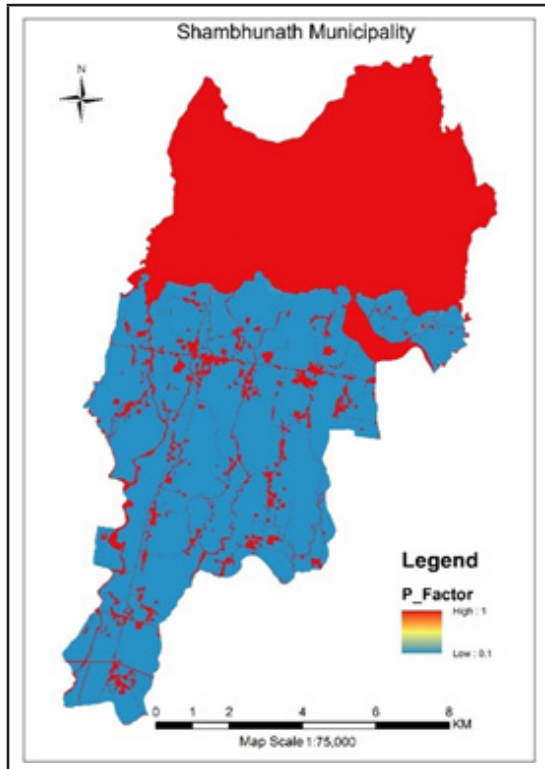 Shambhunath Municipality
N
Legend
P_Factor
High : 1
Low : 0.1
0 1 2 4 6 8
KM
Map Scale 1:75,000